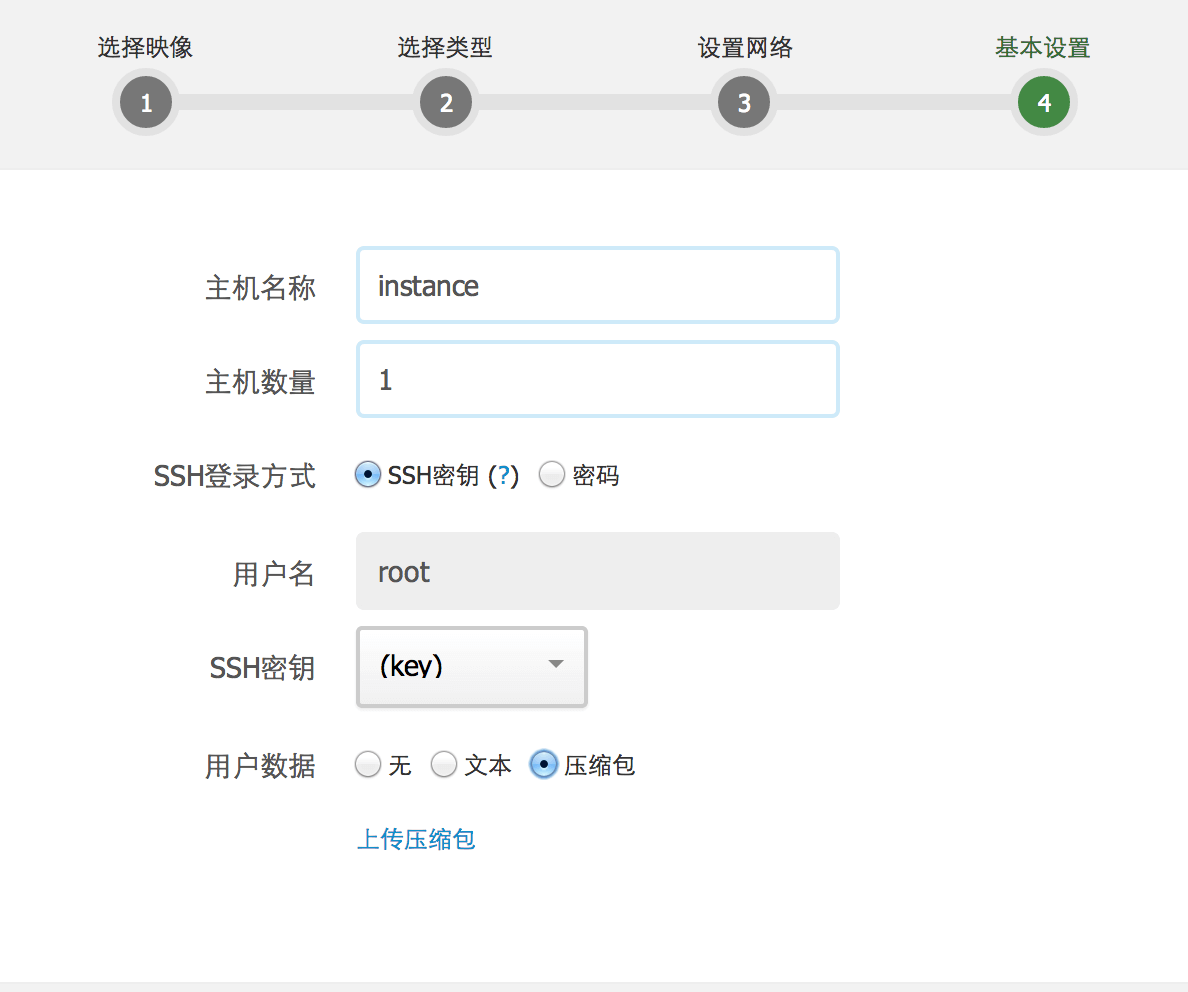 选择映像 选择类型 设置网络 基本设置
1 2 3 4
主机名称 instance
主机数量 1
SSH登录方式 SSH密钥 (?) 密码
用户名 root
SSH密钥 (key)
用户数据 无 文本 压缩包
上传压缩包